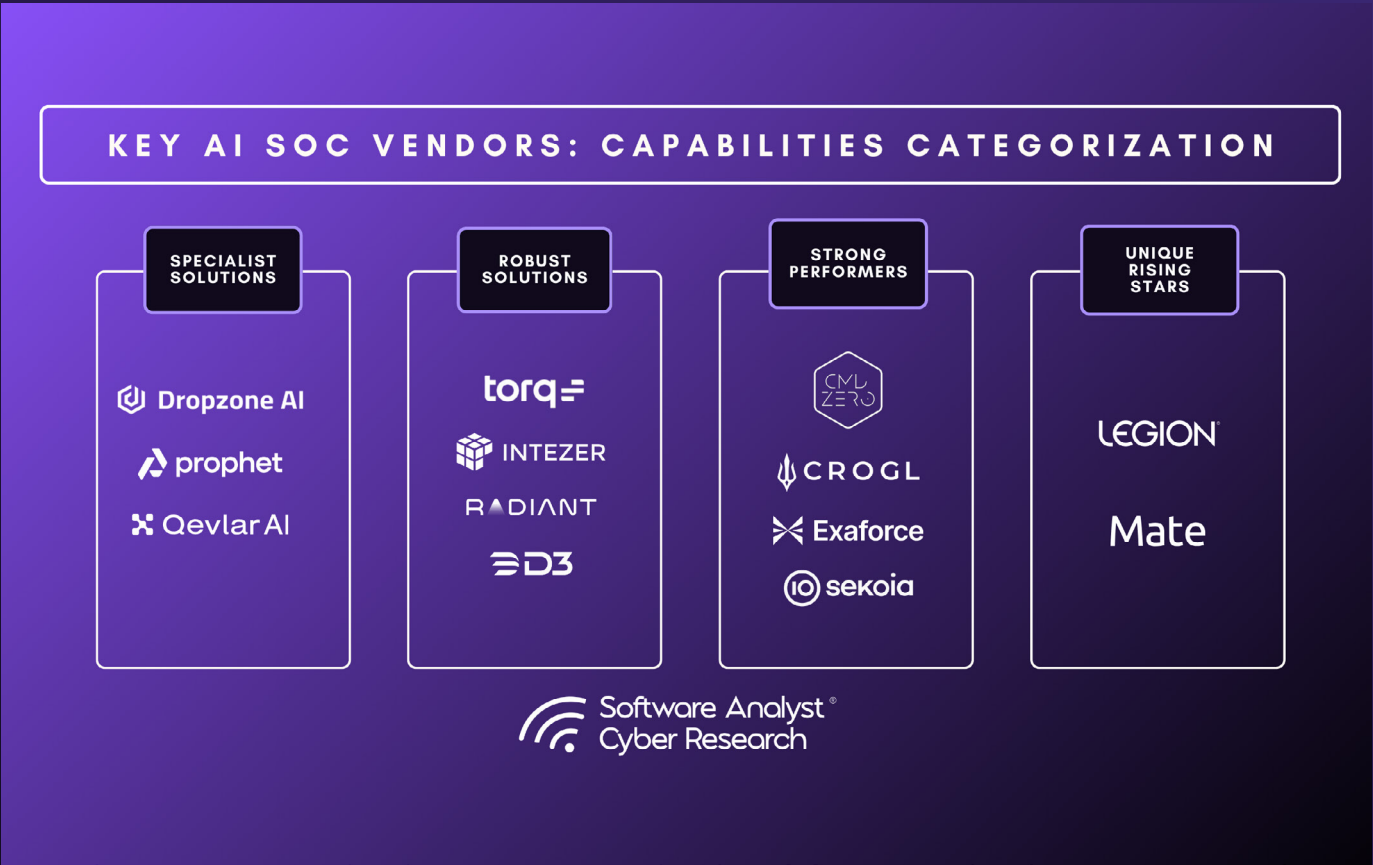 KEY AI SOC VENDORS: CAPABILITIES CATEGORIZATION
SPECIALIST
SOLUTIONS
Dropzone AI
prophet
Qevlar AI
ROBUST
SOLUTIONS
torq
INTEZER
RADIANT
D3
STRONG
PERFORMERS
CMD
ZERO
CROGL
Exaforce
IO sekoia
UNIQUE
RISING
STARS
LEGION
Mate
Software Analyst ®
Cyber Research